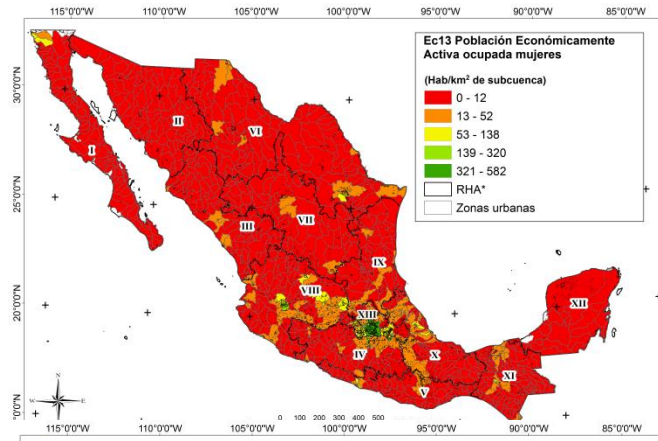 115°0'0"W 110°0'0"W 105°0'0"W 100°0'0"W 95°0'0"W 90°0'0"W 85°0'0"W
Ec13 Población Económicamente
Activa ocupada mujeres
(Hab/km² de subcuenca)
0 - 12
13 - 52
53 - 138
139 - 320
321 - 582
RHA*
Zonas urbanas
30°0'0"N
25°0'0"N
20°0'0"N
0°0'0"N
I
II
VI
III
VII
IX
VIII
XIII
XII
IV
X
V
XI
N
W E
S
0 100 200 300 400 500
115°0'0"W 110°0'0"W 105°0'0"W 100°0'0"W 95°0'0"W 90°0'0"W 85°0'0"W